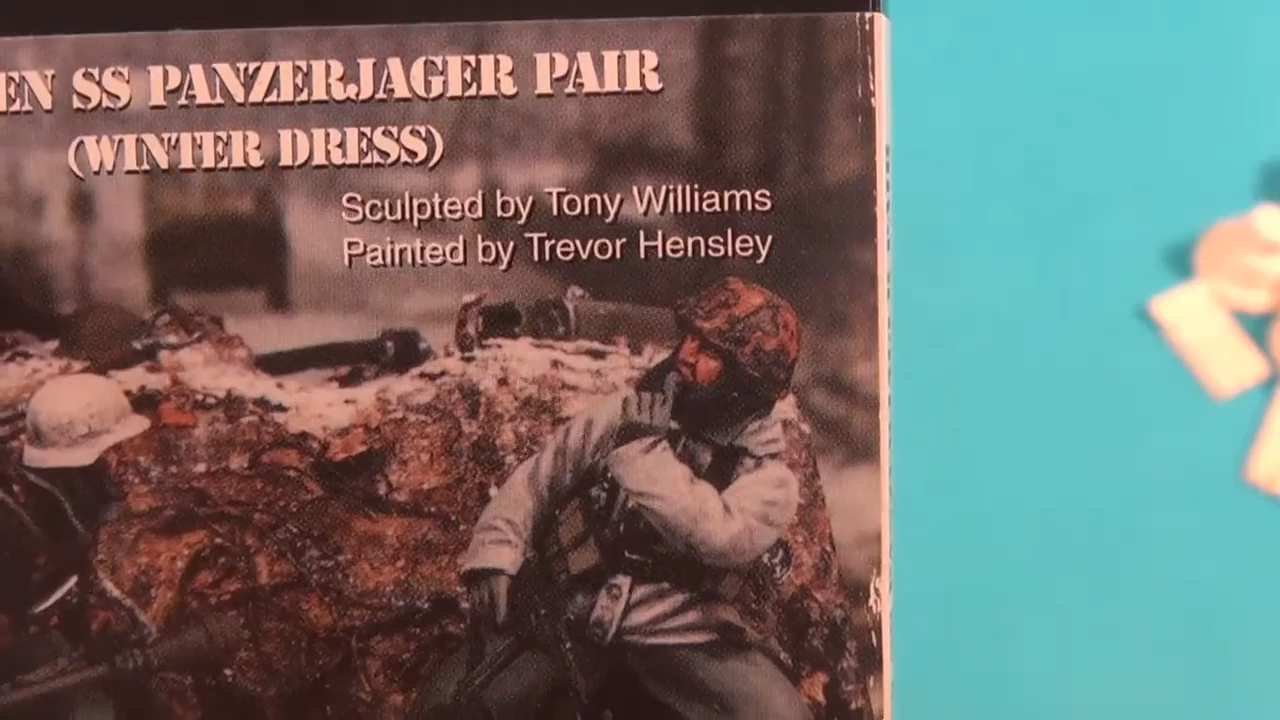 EN SS PANZERJAGER PAIR
(WINTER DRESS)
Sculpted by Tony Williams
Painted by Trevor Hensley